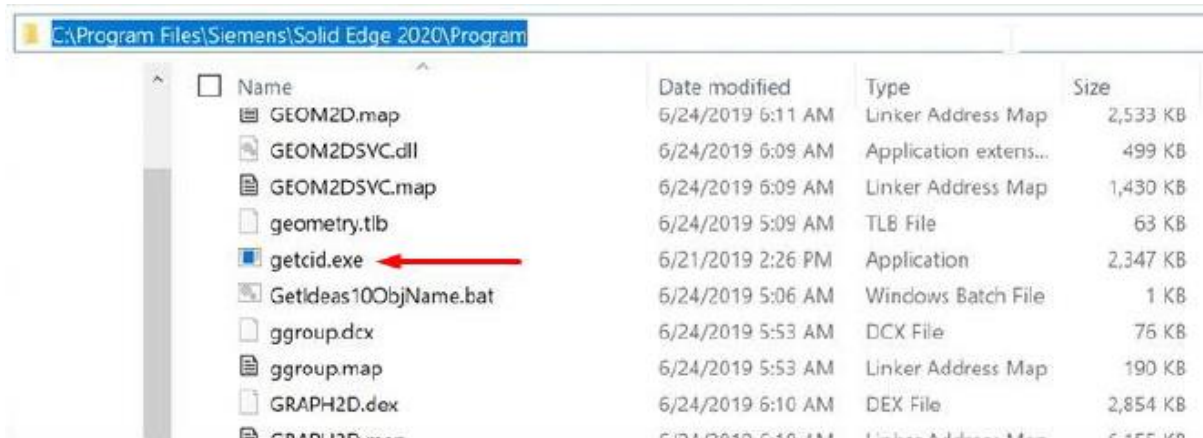 C:\Program Files\Siemens\Solid Edge 2020\Program
Name Date modified Type Size
GEOM2D.map 6/24/2019 6:11 AM Linker Address Map 2,533 KB
GEOM2DSVC.dll 6/24/2019 6:09 AM Application extens... 499 KB
GEOM2DSVC.map 6/24/2019 6:09 AM Linker Address Map 1,430 KB
geometry.tlb 6/24/2019 5:09 AM TLB File 63 KB
getcid.exe 6/21/2019 2:26 PM Application 2,347 KB
GetIdeas10ObjName.bat 6/24/2019 5:06 AM Windows Batch File 1 KB
ggroup.dcx 6/24/2019 5:53 AM DCX File 76 KB
ggroup.map 6/24/2019 5:53 AM Linker Address Map 190 KB
GRAPH2D.dex 6/24/2019 6:10 AM DEX File 2,854 KB